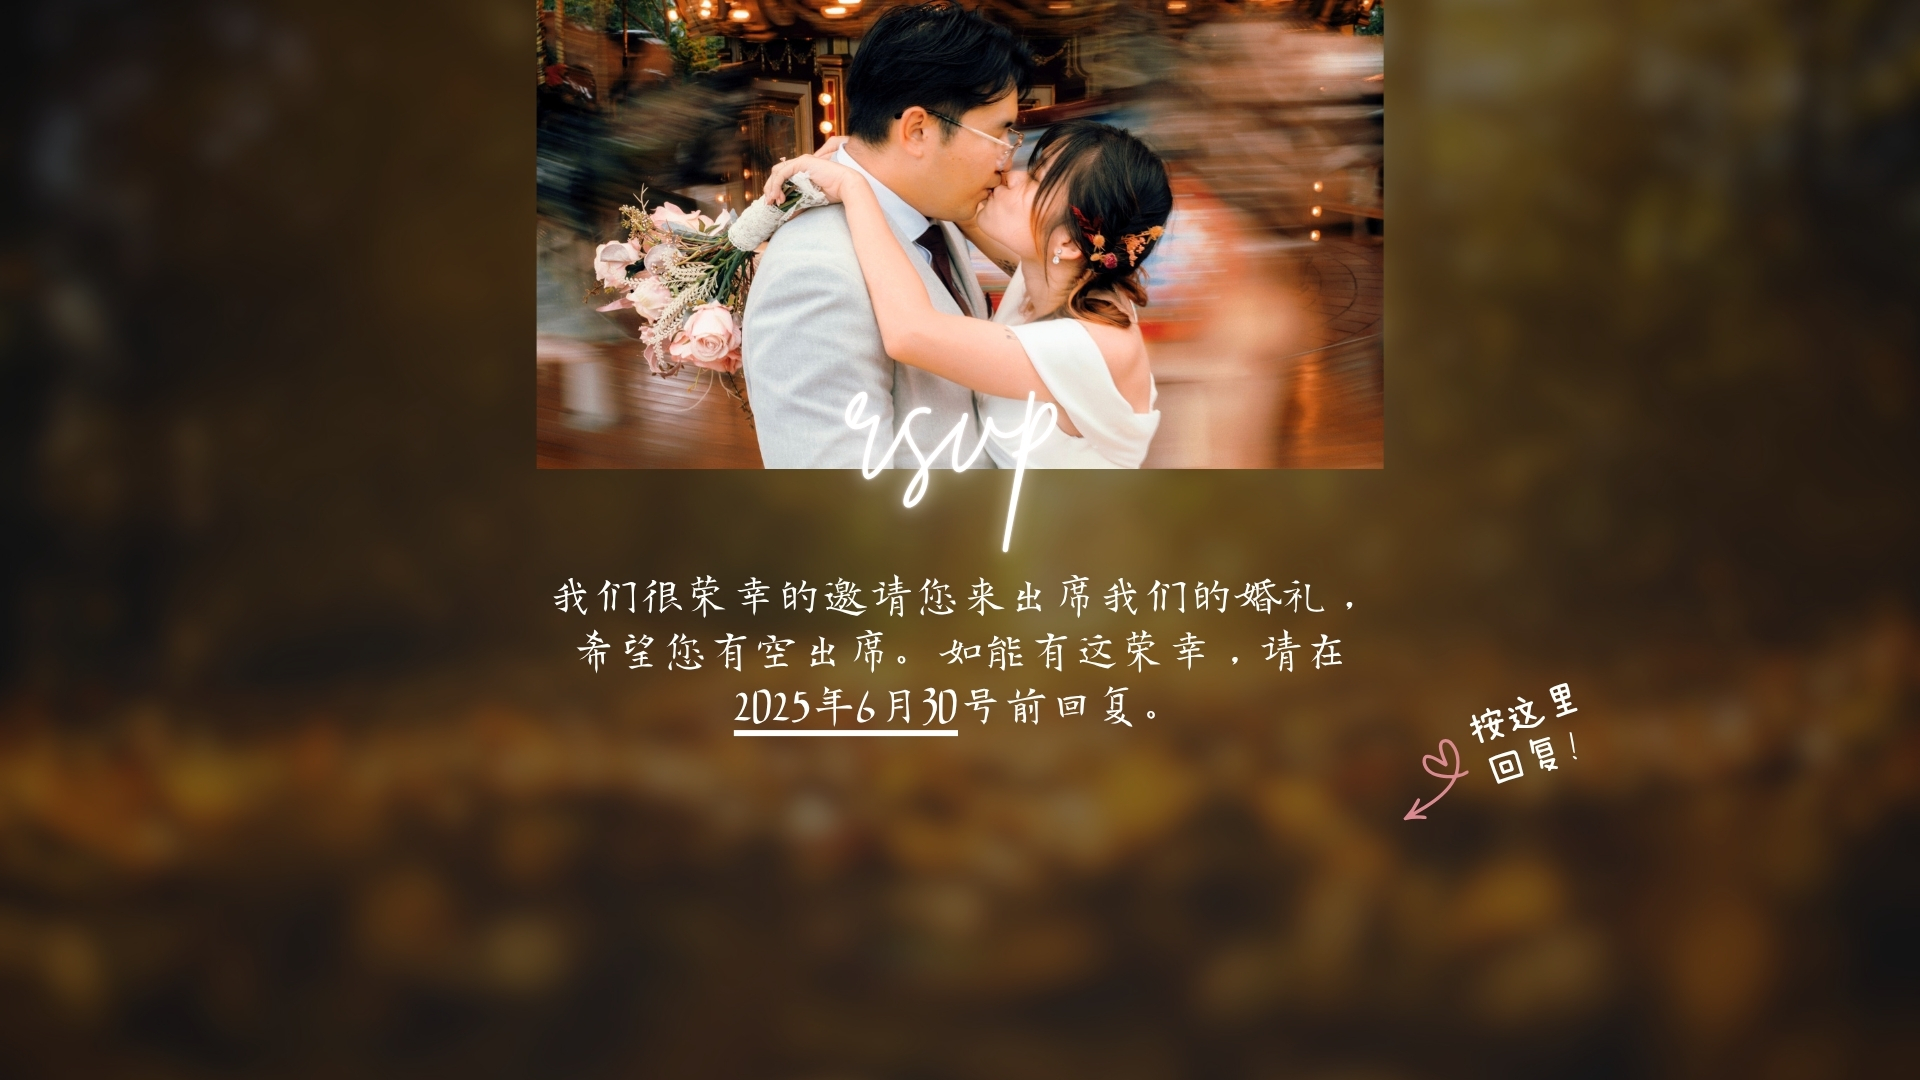 rsvp
我们很荣幸的邀请您来出席我们的婚礼，
希望您有空出席。如能有这荣幸，请在
2025年6月30号前回复。
按这里
回复！